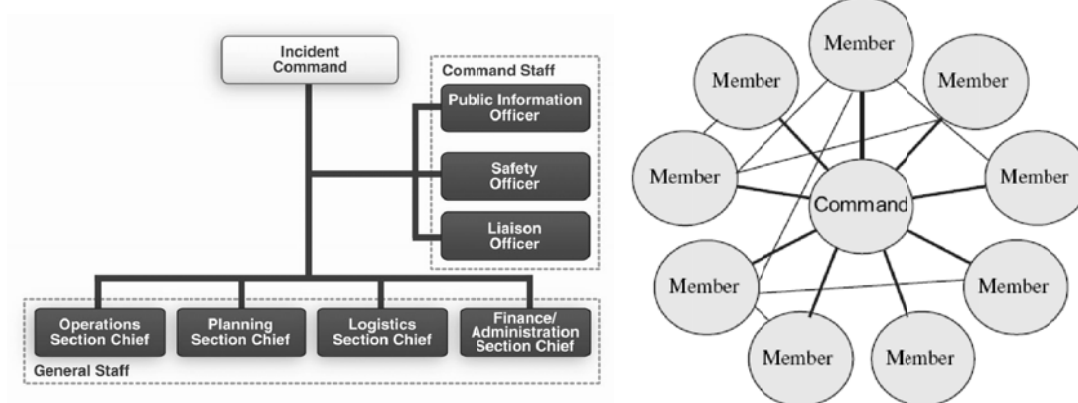 Incident
Command
Command Staff
Public Information
Officer
Safety
Officer
Liaison
Officer
Operations
Section Chief
Planning
Section Chief
Logistics
Section Chief
Finance/
Administration
Section Chief
General Staff
Member
Member
Member
Member
Member
Command
Member
Member
Member
Member